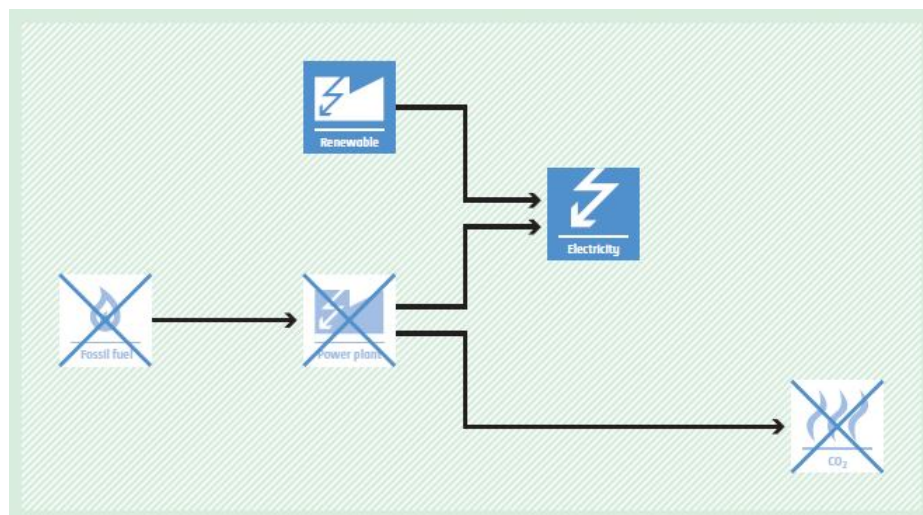 Renewable
Electricity
Fossil fuel
Power plant
CO₂